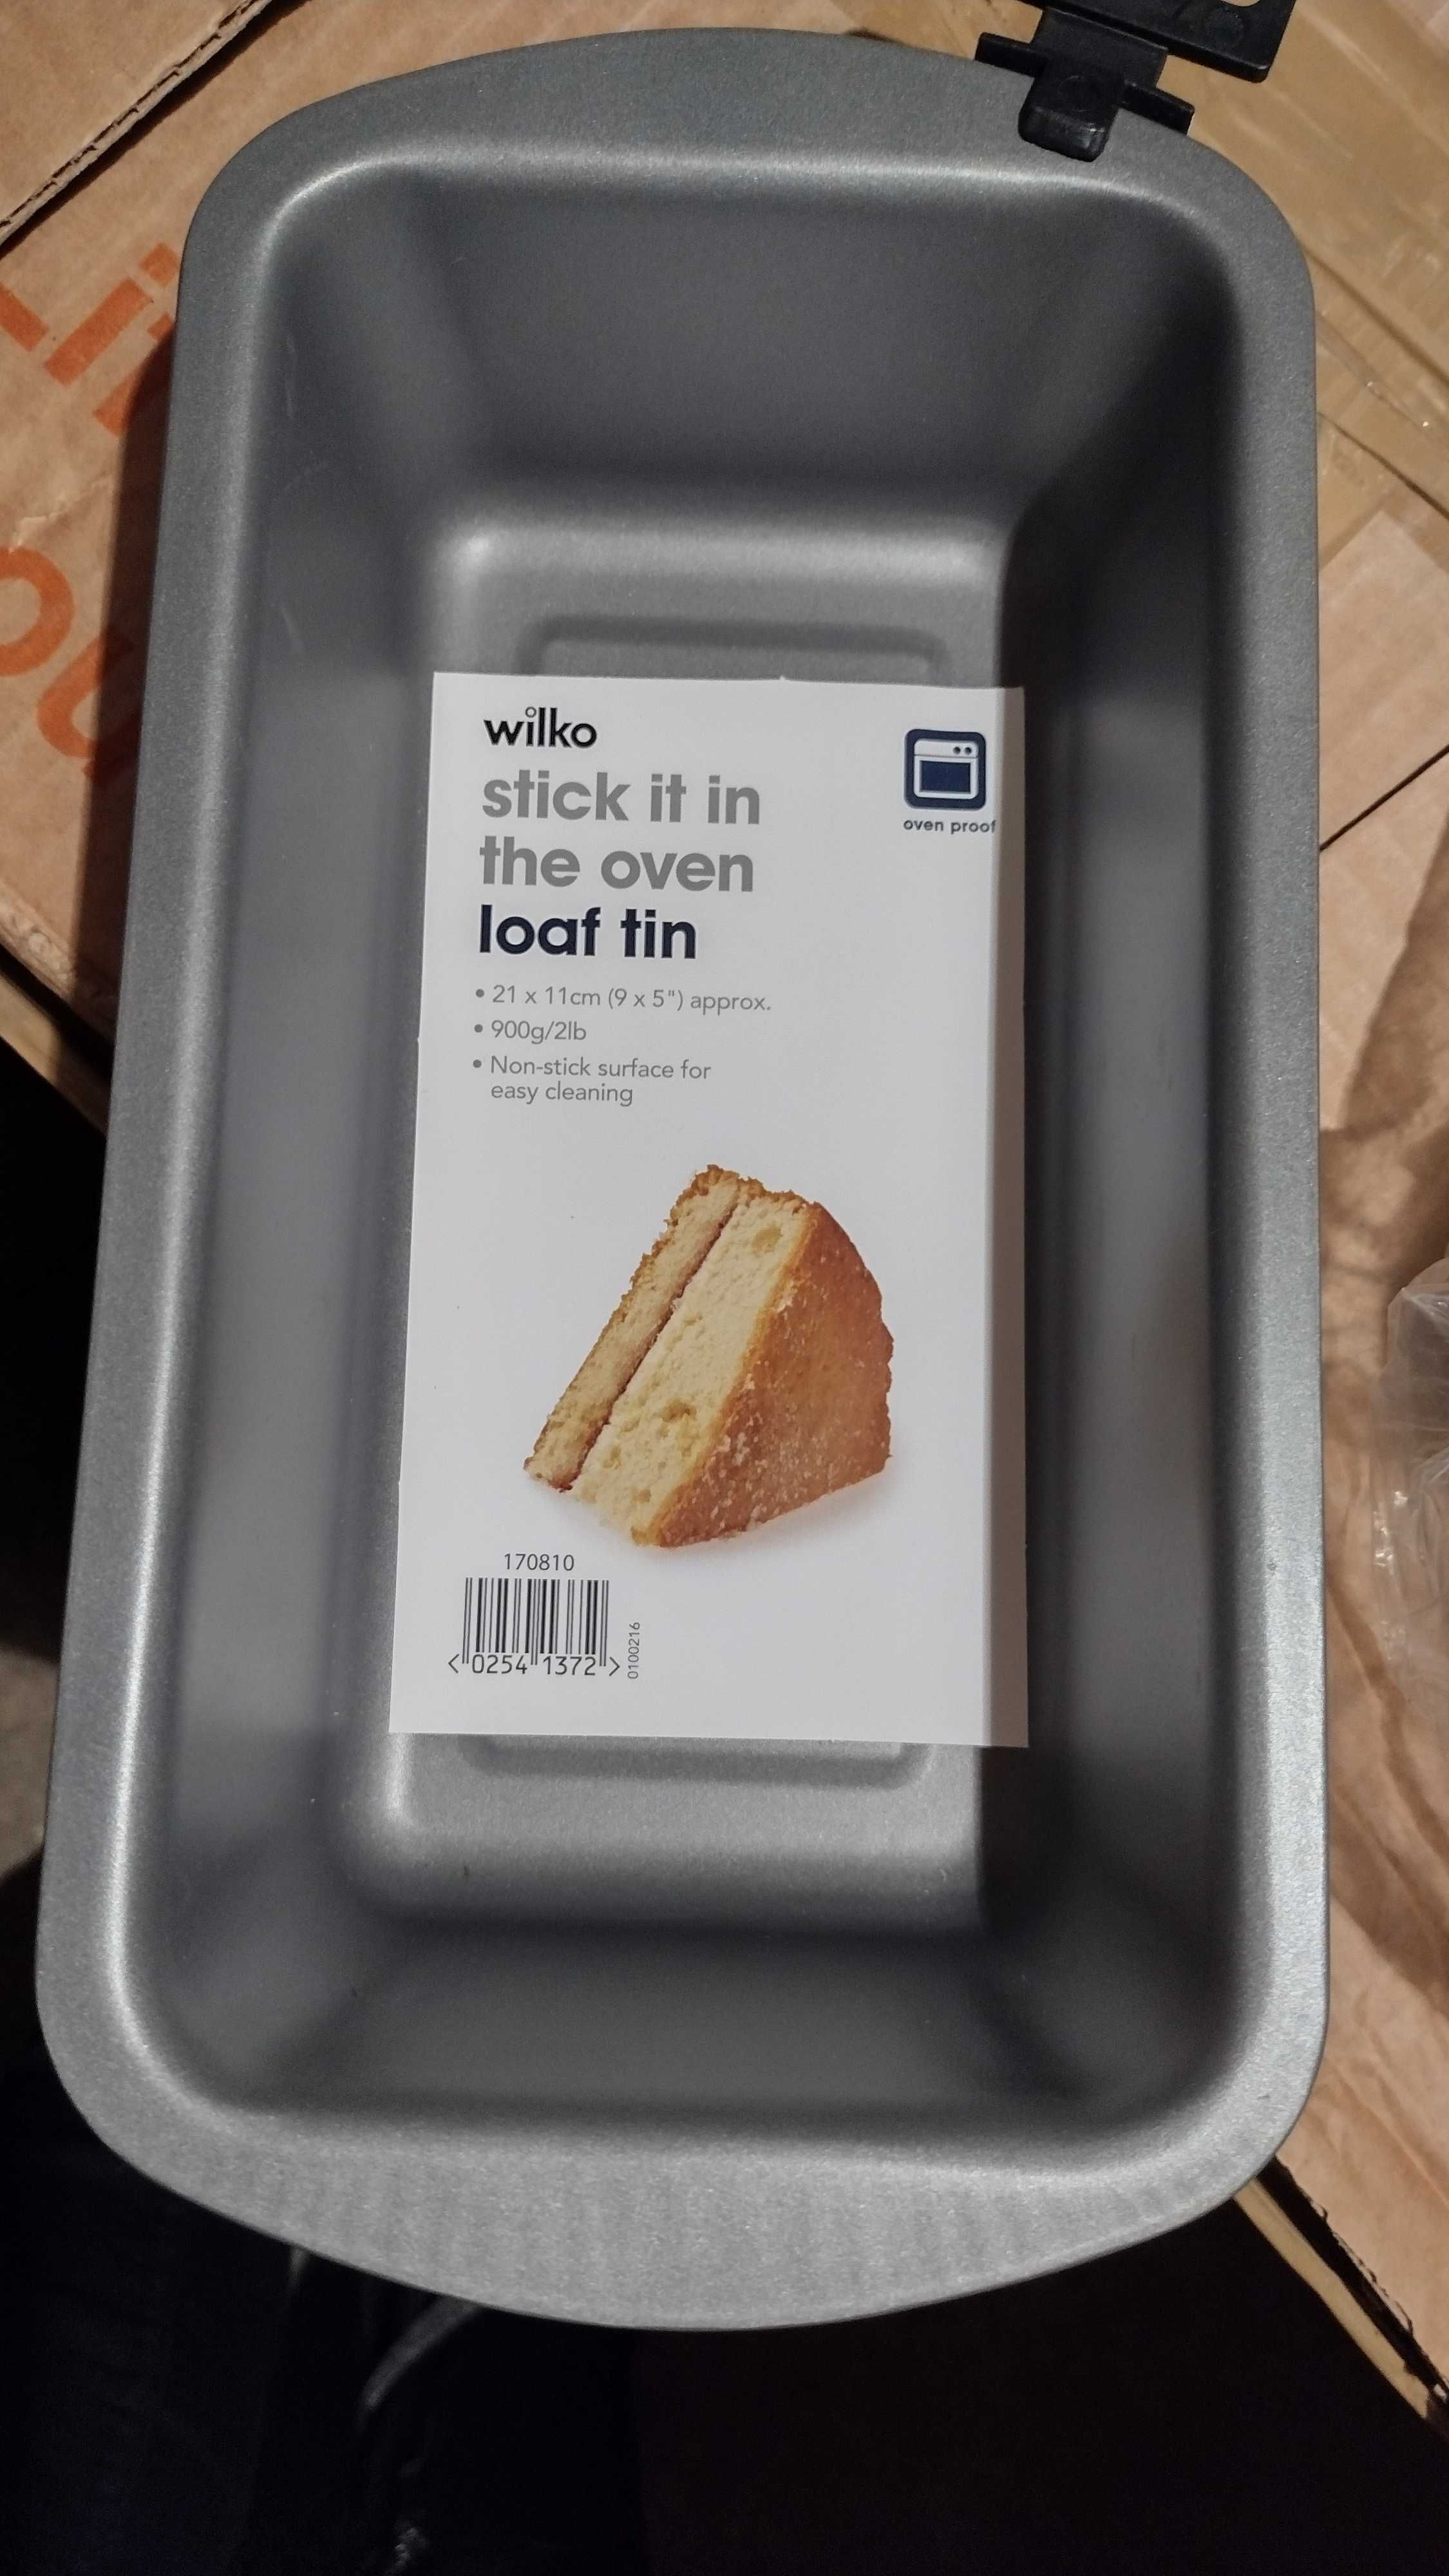 wilko
stick it in
the oven
loaf tin
oven proof
• 21 x 11cm (9 x 5") approx.
• 900g/2lb
• Non-stick surface for
easy cleaning
170810
<0254 1372>
0100216